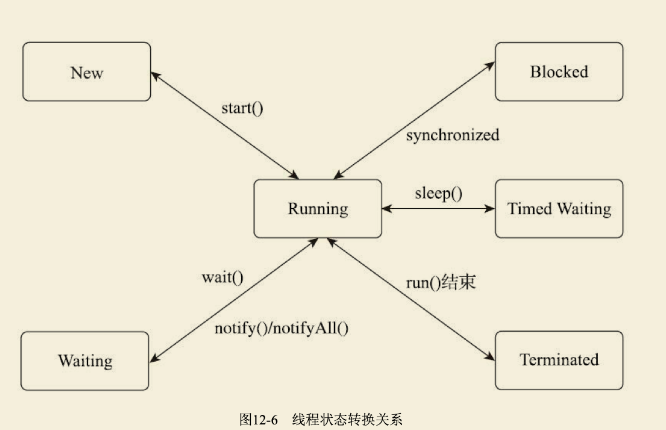 New
Blocked
start()
synchronized
sleep()
Running
Timed Waiting
wait()
run()结束
notify()/notifyAll()
Waiting
Terminated
图12-6 线程状态转换关系